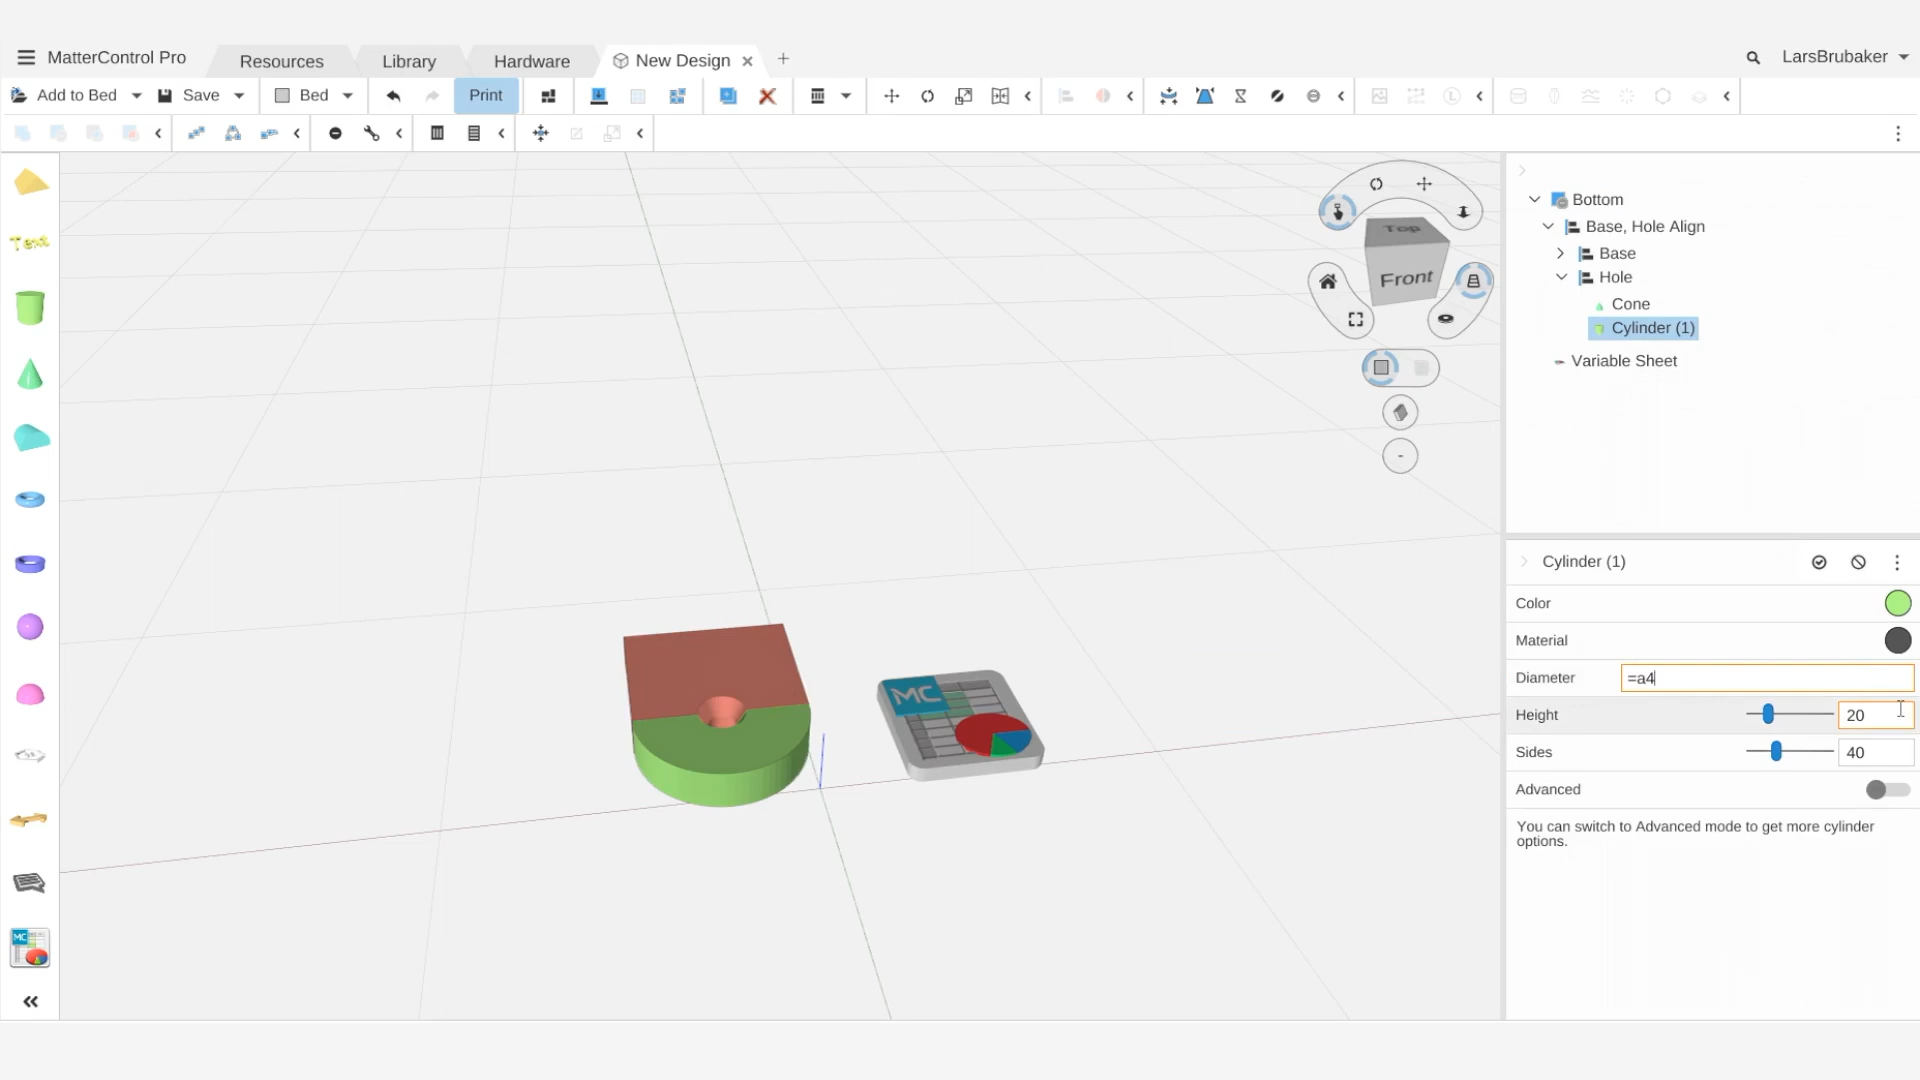 MatterControl Pro
Resources
Library
Hardware
New Design
LarsBrubaker
Add to Bed
Save
Bed
Print
Text
MC
Top
Front
MC
Bottom
Base, Hole Align
Base
Hole
Cone
Cylinder (1)
Variable Sheet
Cylinder (1)
Color
Material
Diameter =a4
Height 20
Sides 40
Advanced
You can switch to Advanced mode to get more cylinder
options.